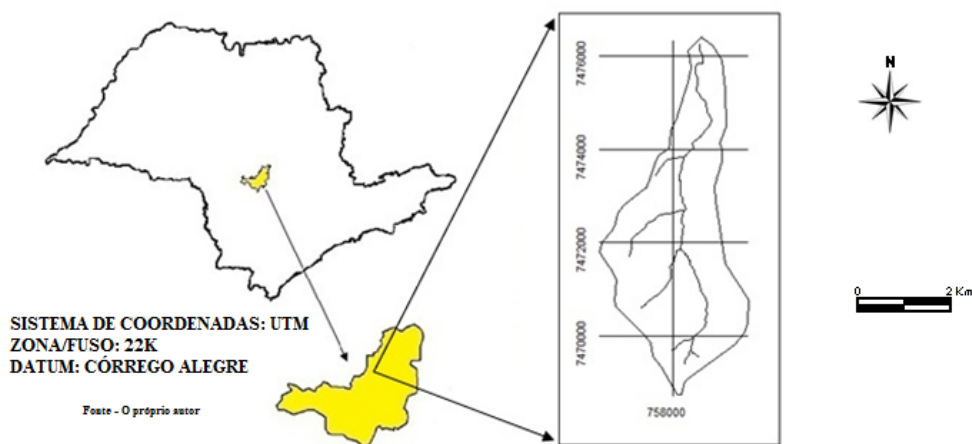 SISTEMA DE COORDENADAS: UTM
ZONA/FUSO: 22K
DATUM: CÓRREGO ALEGRE
Fonte - O próprio autor
7476000
7474000
7472000
7470000
758000
N
0 2 Km